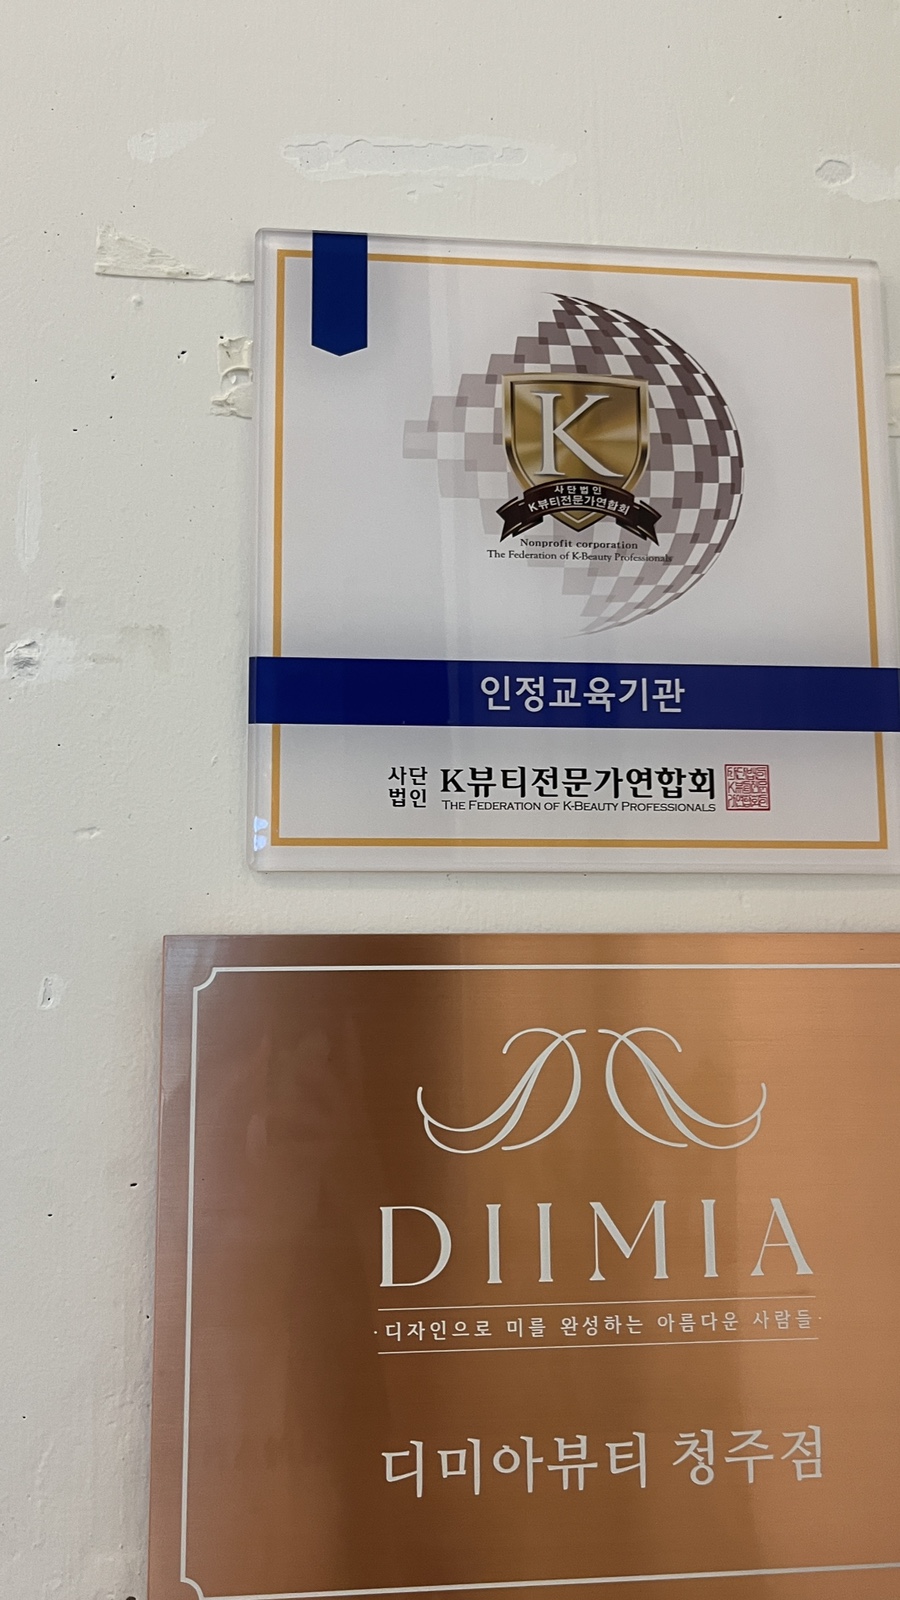 K
사단법인
K뷰티전문가연합회
Nonprofit corporation
The Federation of K-Beauty Professionals
인정교육기관
사단
법인
K뷰티전문가연합회
THE FEDERATION OF K-BEAUTY PROFESSIONALS
DIIMIA
·디자인으로 미를 완성하는 아름다운 사람들·
디미아뷰티 청주점